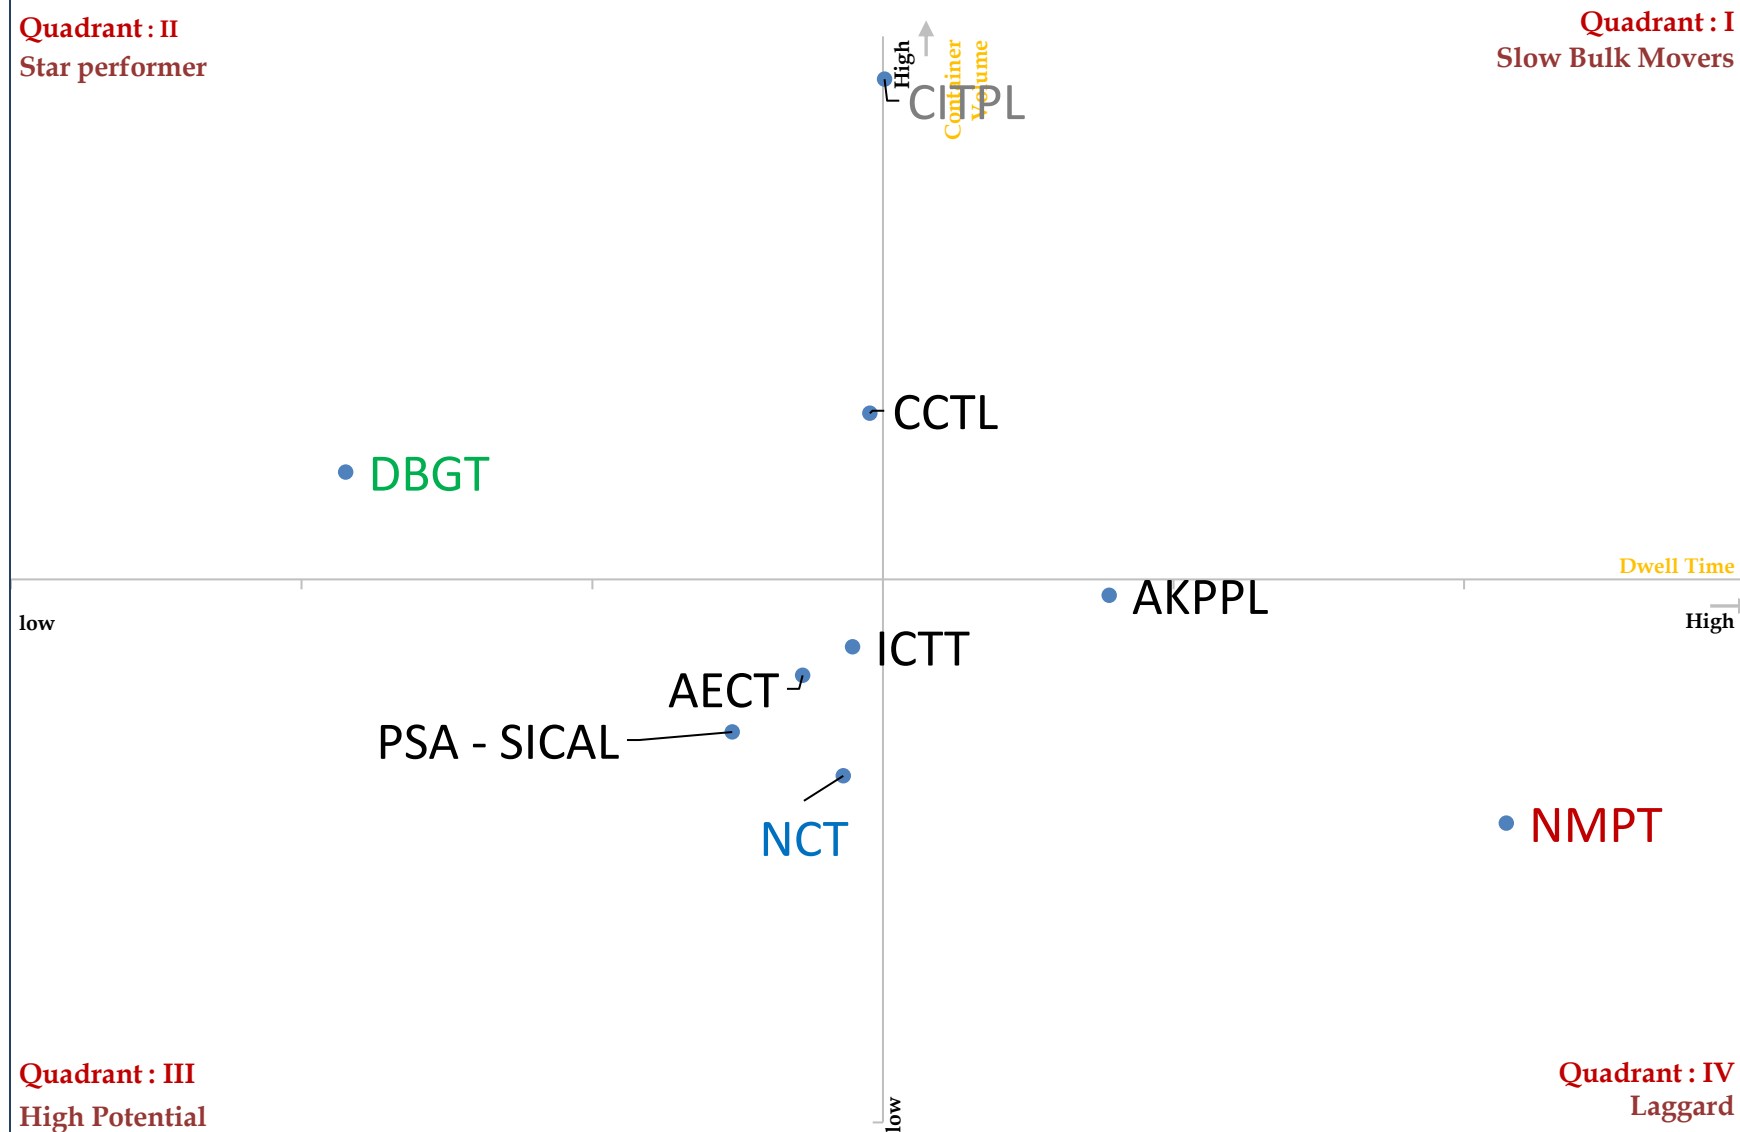 Quadrant : II
Star performer
Quadrant : I
Slow Bulk Movers
High
Container
Volume
CITPL
CCTL
DBGT
Dwell Time
low
High
AKPPL
ICTT
AECT
PSA - SICAL
NCT
NMPT
Quadrant : III
High Potential
low
Quadrant : IV
Laggard